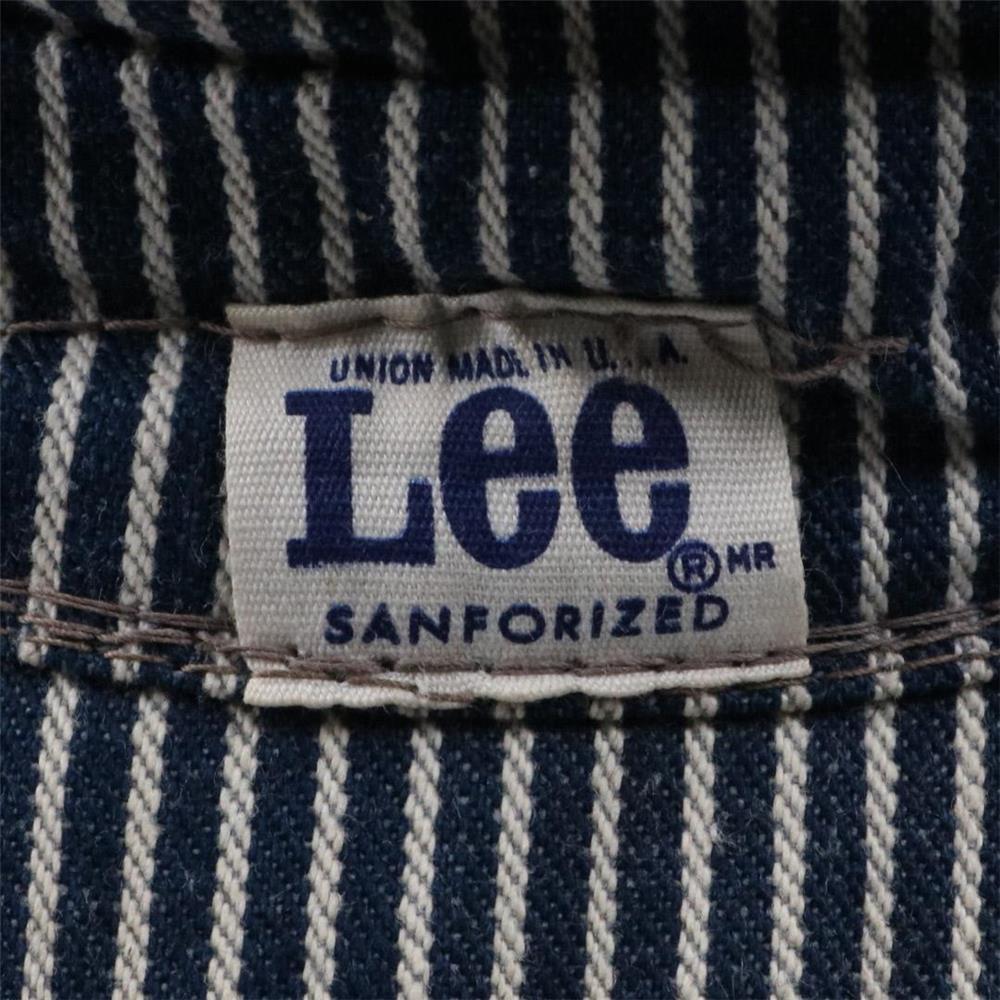 UNION MADE IN U.S.A.
Lee ® MR
SANFORIZED